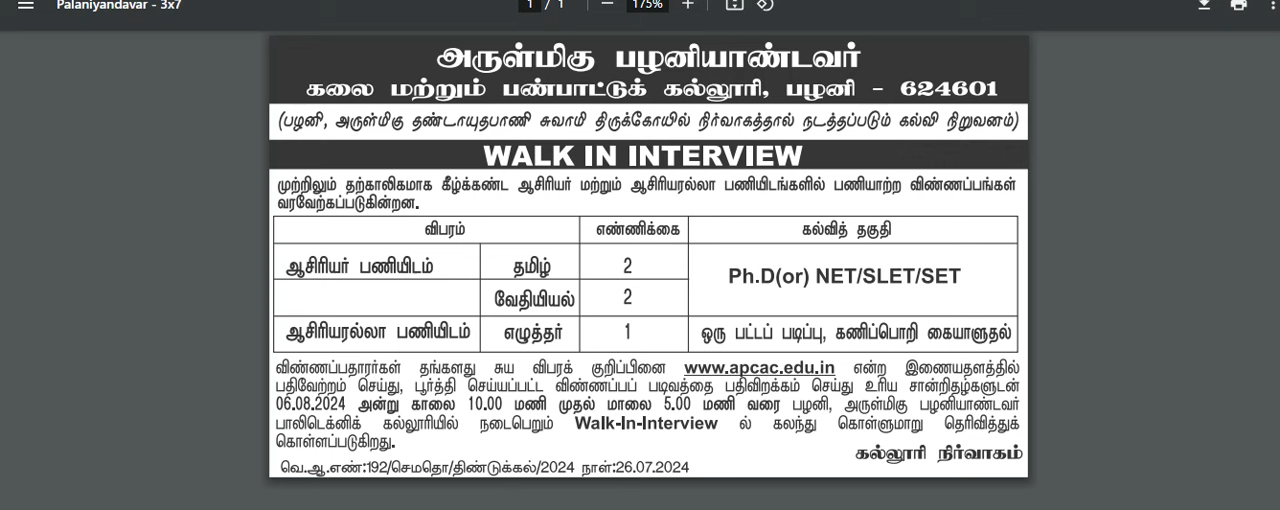 Palaniyandavar - 3x7
1 / 1
175%
அருள்மிகு பழனியாண்டவர்
கலை மற்றும் பண்பாட்டுக் கல்லூரி, பழனி - 624601
(பழனி, அருள்மிகு தண்டாயுதபாணி சுவாமி திருக்கோயில் நிர்வாகத்தால் நடத்தப்படும் கல்வி நிறுவனம்)
WALK IN INTERVIEW
முற்றிலும் தற்காலிகமாக கீழ்க்கண்ட ஆசிரியர் மற்றும் ஆசிரியரல்லா பணியிடங்களில் பணியாற்ற விண்ணப்பங்கள்
வரவேற்கப்படுகின்றன.
விபரம் எண்ணிக்கை கல்வித் தகுதி
ஆசிரியர் பணியிடம் தமிழ் 2 Ph.D(or) NET/SLET/SET
வேதியியல் 2
ஆசிரியரல்லா பணியிடம் எழுத்தர் 1 ஒரு பட்டப் படிப்பு, கணிப்பொறி கையாளுதல்
விண்ணப்பதாரர்கள் தங்களது சுய விபரக் குறிப்பினை www.apcac.edu.in என்ற இணையதளத்தில்
பதிவேற்றம் செய்து, பூர்த்தி செய்யப்பட்ட விண்ணப்பப் படிவத்தை பதிவிறக்கம் செய்து உரிய சான்றிதழ்களுடன்
06.08.2024 அன்று காலை 10.00 மணி முதல் மாலை 5.00 மணி வரை பழனி, அருள்மிகு பழனியாண்டவர்
பாலிடெக்னிக் கல்லூரியில் நடைபெறும் Walk-In-Interview ல் கலந்து கொள்ளுமாறு தெரிவித்துக்
கொள்ளப்படுகிறது.
கல்லூரி நிர்வாகம்
வெ.ஆ.எண்:192/செமதொ/திண்டுக்கல்/2024 நாள்:26.07.2024